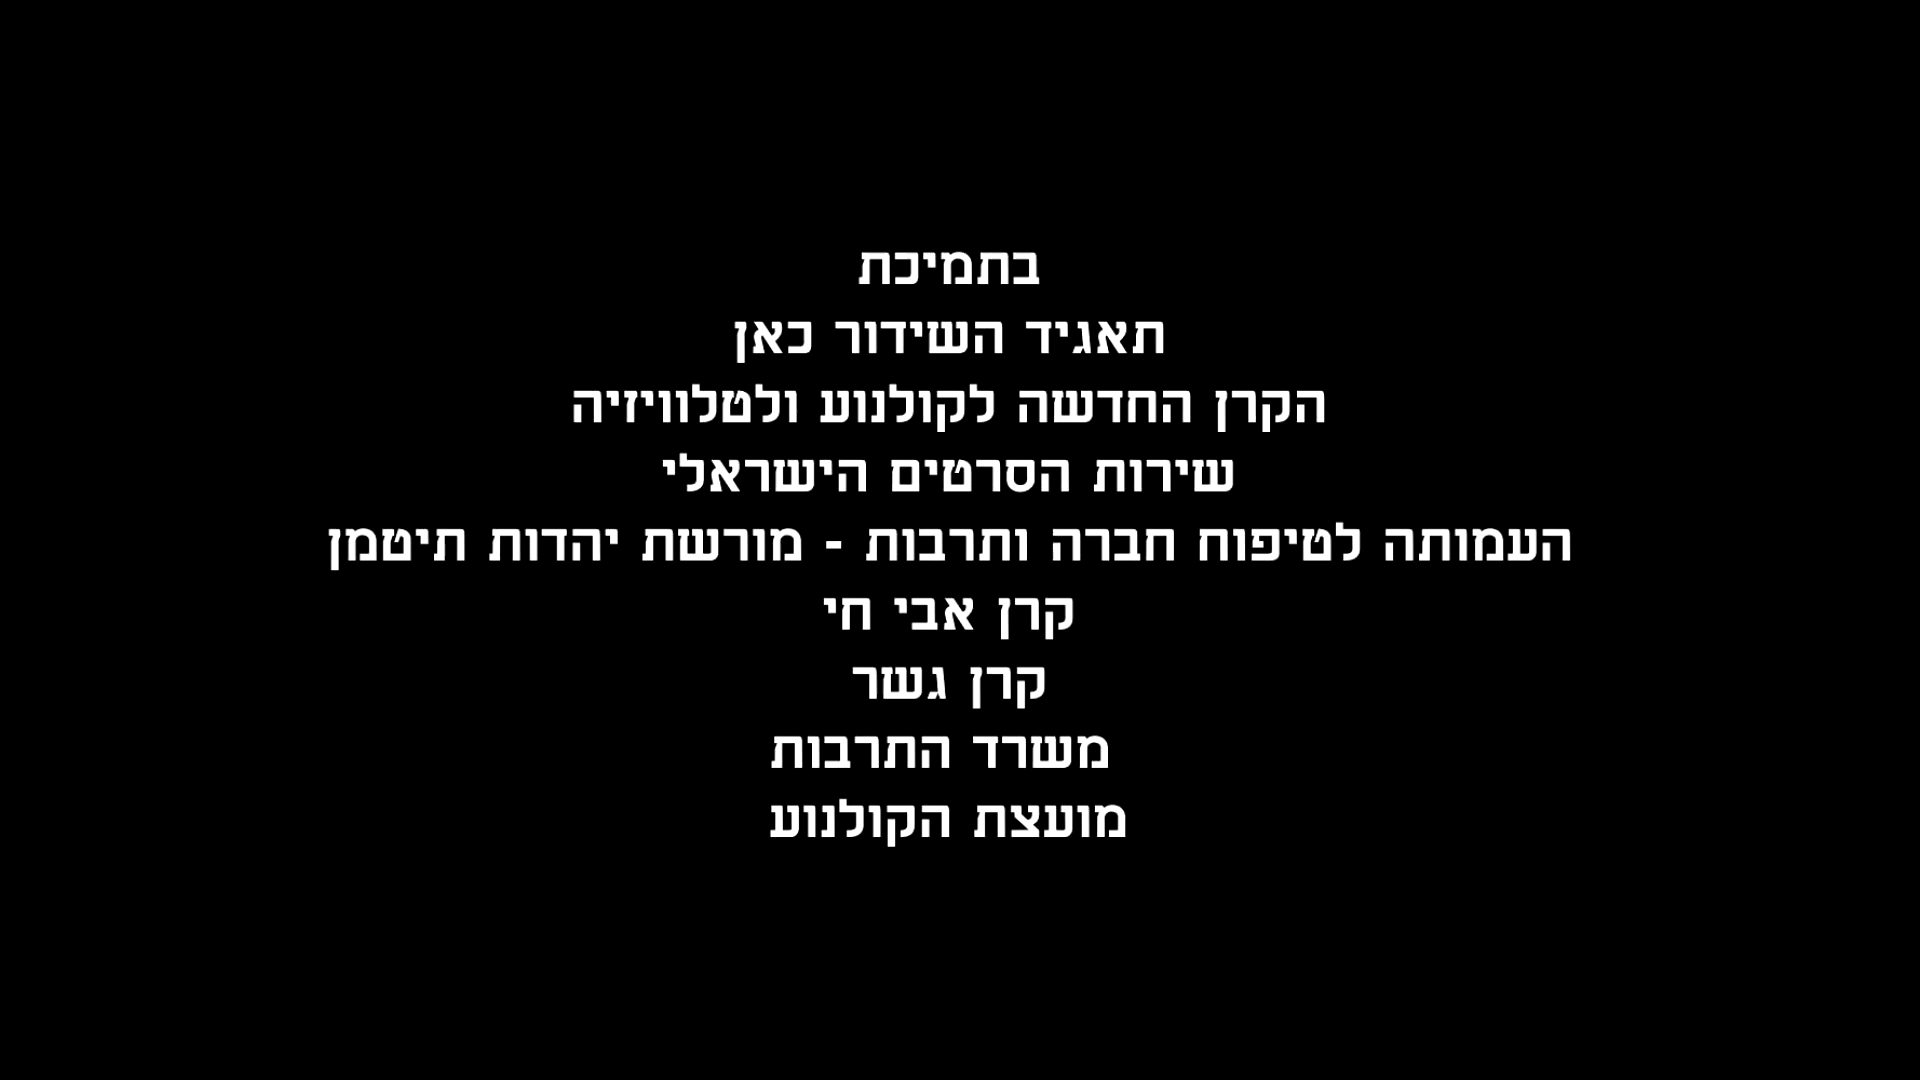 בתמיכת
תאגיד השידור כאן
הקרן החדשה לקולנוע ולטלוויזיה
שירות הסרטים הישראלי
העמותה לטיפוח חברה ותרבות - מורשת יהדות תיטמן
קרן אבי חי
קרן גשר
משרד התרבות
מועצת הקולנוע